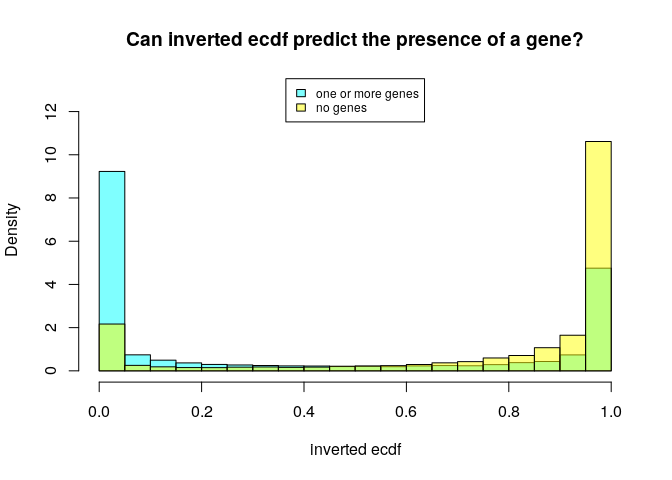 Can inverted ecdf predict the presence of a gene?
one or more genes
no genes
Density
12
10
8
6
4
2
0
0.0 0.2 0.4 0.6 0.8 1.0
Inverted ecdf